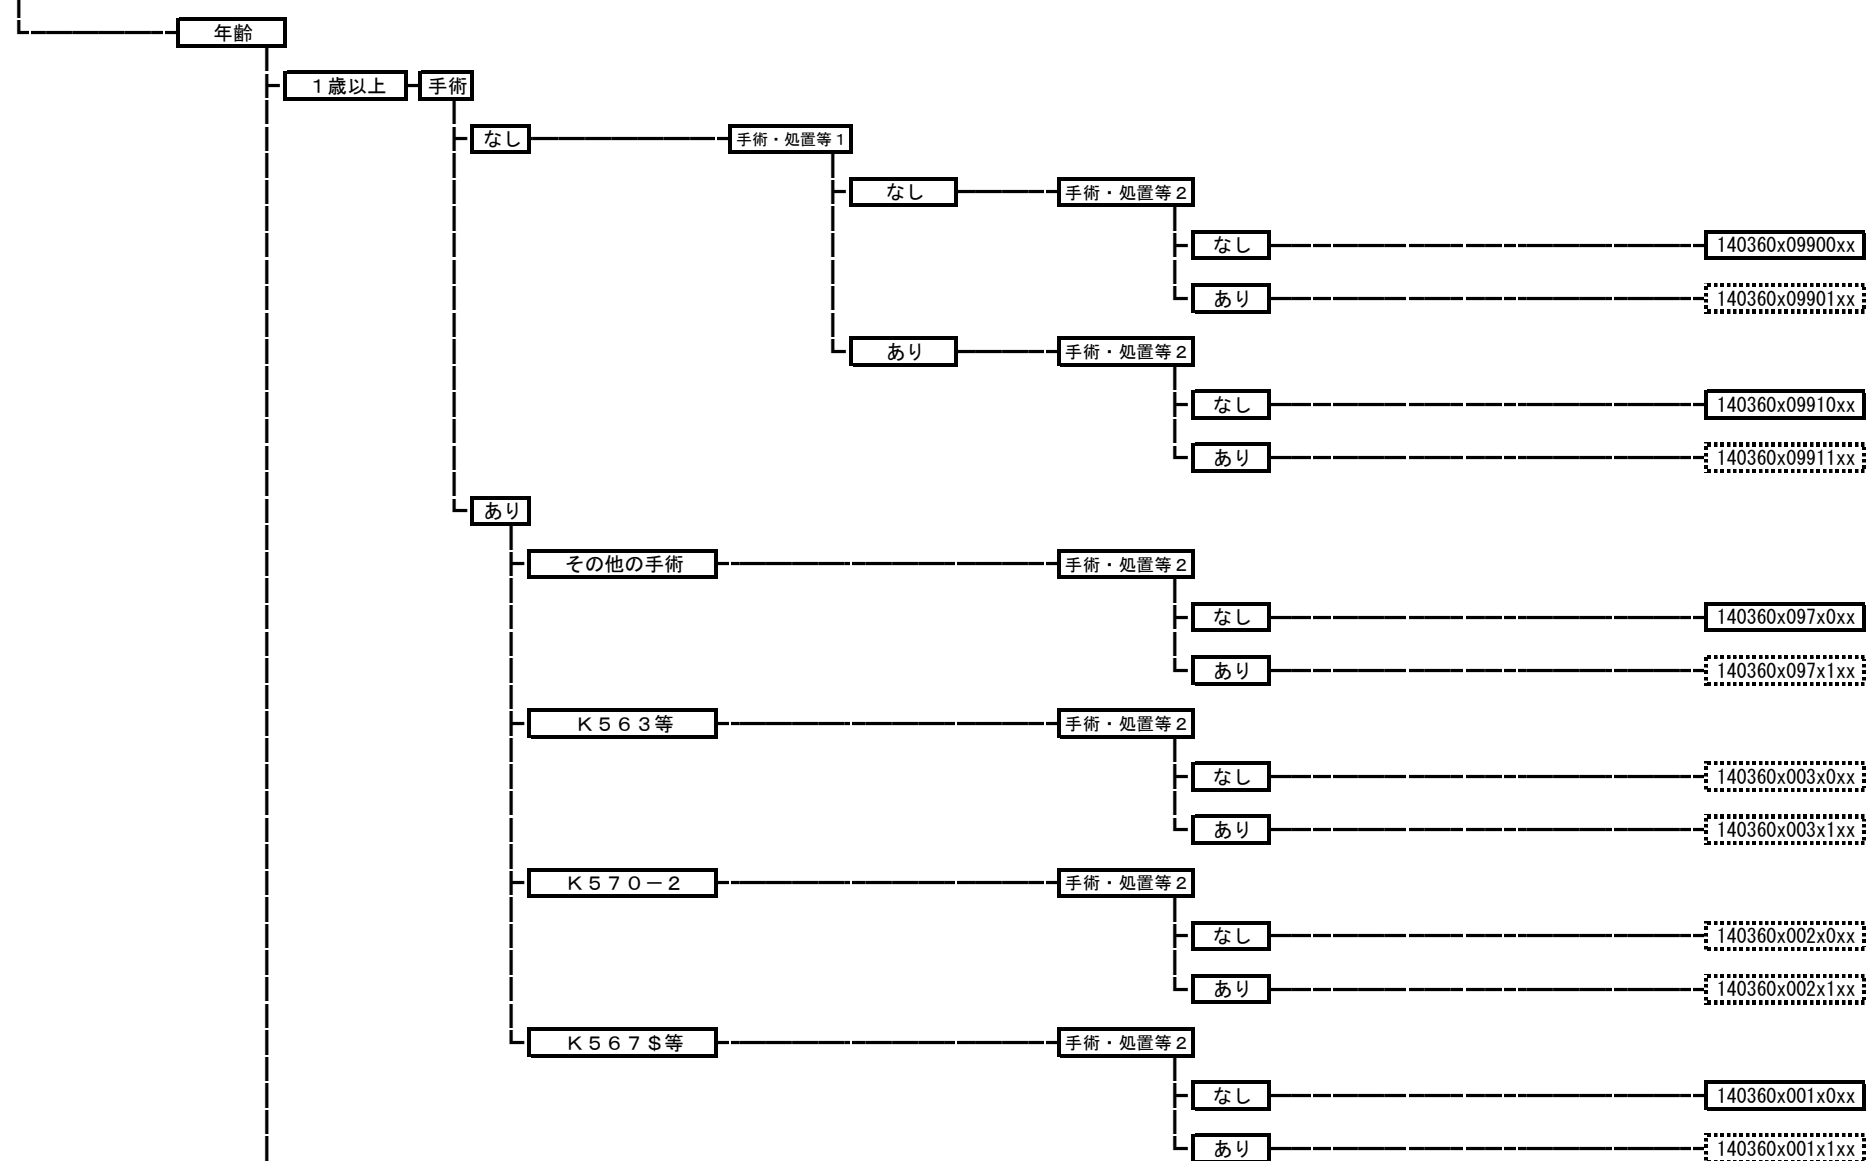 年齢
１歳以上 手術
なし 手術・処置等１
なし 手術・処置等２
なし 140360x09900xx
あり 140360x09901xx
あり 手術・処置等２
なし 140360x09910xx
あり 140360x09911xx
あり
その他の手術 手術・処置等２
なし 140360x097x0xx
あり 140360x097x1xx
Ｋ５６３等 手術・処置等２
なし 140360x003x0xx
あり 140360x003x1xx
Ｋ５７０－２ 手術・処置等２
なし 140360x002x0xx
あり 140360x002x1xx
Ｋ５６７＄等 手術・処置等２
なし 140360x001x0xx
あり 140360x001x1xx